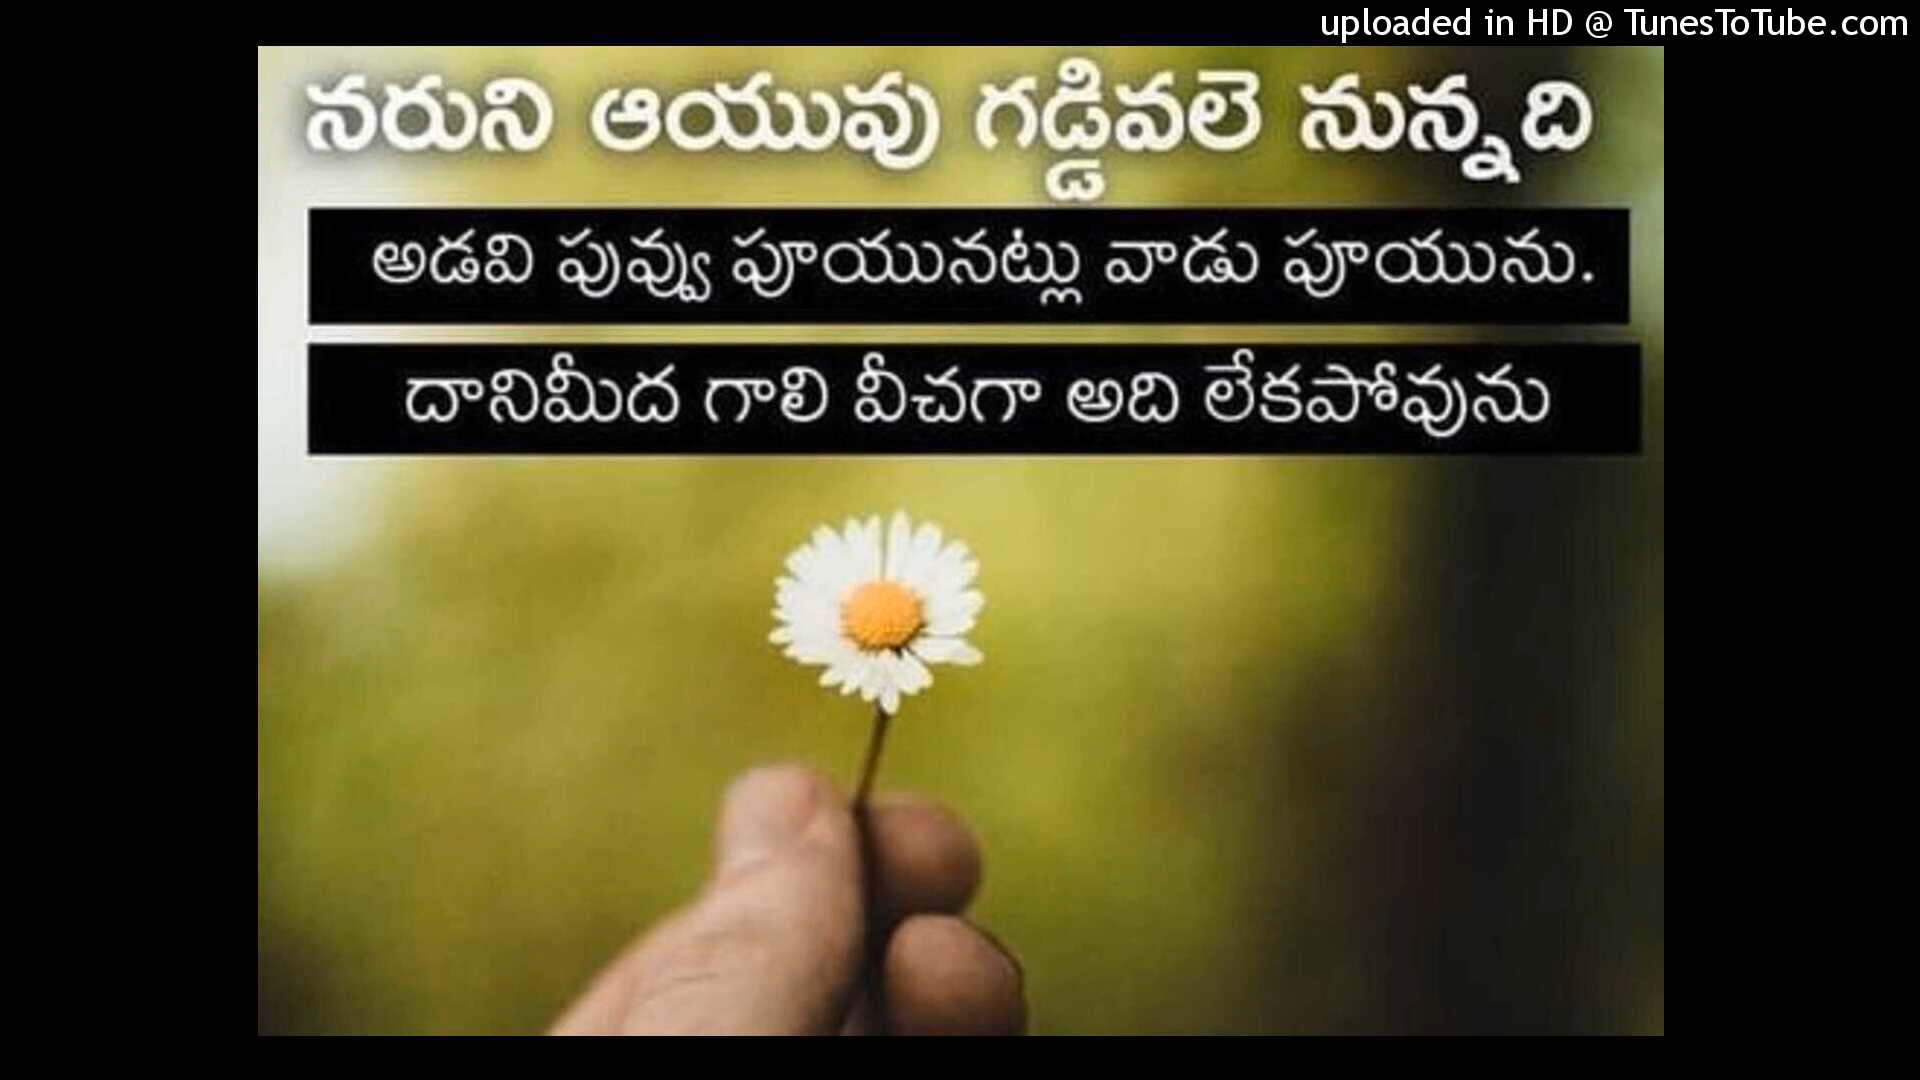 uploaded in HD @ TunesToTube.com
నరుని ఆయువు గడ్డివలె నున్నది
అడవి పువ్వు పూయునట్లు వాడు పూయును.
దానిమీద గాలి వీచగా అది లేకపోవును